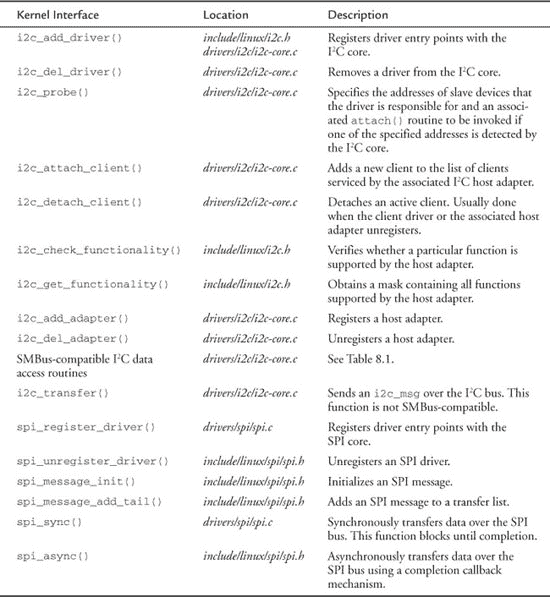 Kernel Interface Location Description
i2c_add_driver() include/linux/i2c.h Registers driver entry points with the
drivers/i2c/i2c-core.c I²C core.
i2c_del_driver() drivers/i2c/i2c-core.c Removes a driver from the I²C core.
i2c_probe() drivers/i2c/i2c-core.c Specifies the addresses of slave devices that
the driver is responsible for and an associ-
ated attach() routine to be invoked if
one of the specified addresses is detected by
the I²C core.
i2c_attach_client() drivers/i2c/i2c-core.c Adds a new client to the list of clients
serviced by the associated I²C host adapter.
i2c_detach_client() drivers/i2c/i2c-core.c Detaches an active client. Usually done
when the client driver or the associated host
adapter unregisters.
i2c_check_functionality() include/linux/i2c.h Verifies whether a particular function is
supported by the host adapter.
i2c_get_functionality() include/linux/i2c.h Obtains a mask containing all functions
supported by the host adapter.
i2c_add_adapter() drivers/i2c/i2c-core.c Registers a host adapter.
i2c_del_adapter() drivers/i2c/i2c-core.c Unregisters a host adapter.
SMBus-compatible I²C data drivers/i2c/i2c-core.c See Table 8.1.
access routines
i2c_transfer() drivers/i2c/i2c-core.c Sends an i2c_msg over the I²C bus. This
function is not SMBus-compatible.
spi_register_driver() drivers/spi/spi.c Registers driver entry points with the
SPI core.
spi_unregister_driver() include/linux/spi/spi.h Unregisters an SPI driver.
spi_message_init() include/linux/spi/spi.h Initializes an SPI message.
spi_message_add_tail() include/linux/spi/spi.h Adds an SPI message to a transfer list.
spi_sync() drivers/spi/spi.c Synchronously transfers data over the SPI
bus. This function blocks until completion.
spi_async() include/linux/spi/spi.h Asynchronously transfers data over the
SPI bus using a completion callback
mechanism.